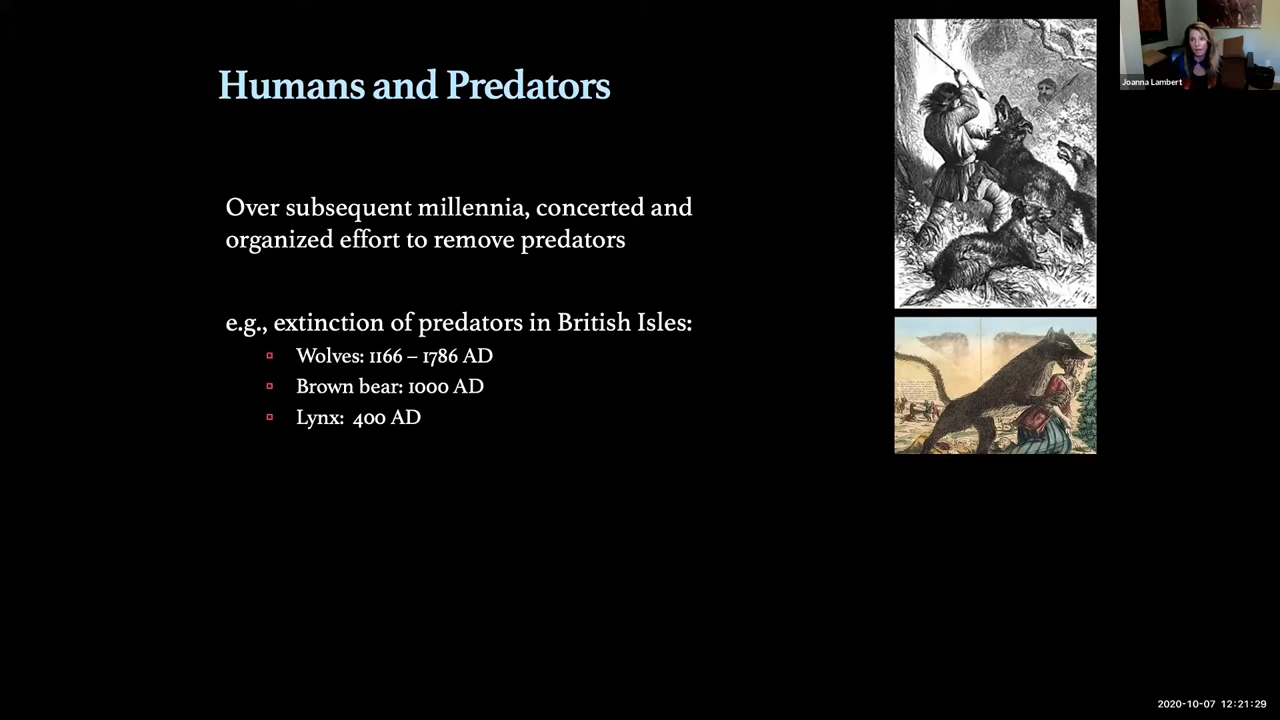 Humans and Predators
Joanna Lambert
Over subsequent millennia, concerted and
organized effort to remove predators
e.g., extinction of predators in British Isles:
Wolves: 1166 – 1786 AD
Brown bear: 1000 AD
Lynx: 400 AD
2020-10-07 12:21:29